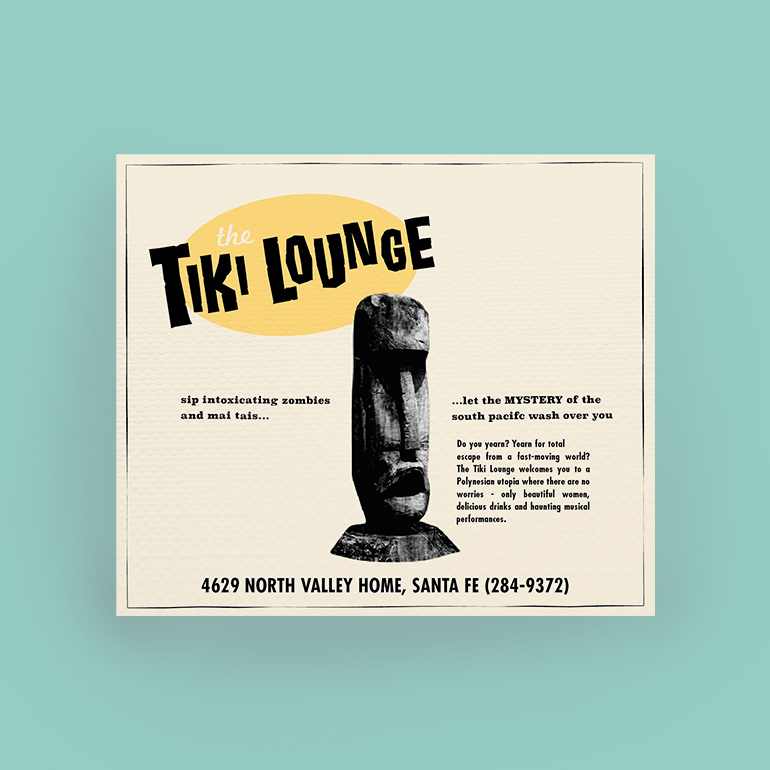 the
TIKI LOUNGE
sip intoxicating zombies
and mai tais...
...let the MYSTERY of the
south pacifc wash over you
Do you yearn? Yearn for total
escape from a fast-moving world?
The Tiki Lounge welcomes you to a
Polynesian utopia where there are no
worries - only beautiful women,
delicious drinks and haunting musical
performances.
4629 NORTH VALLEY HOME, SANTA FE (284-9372)